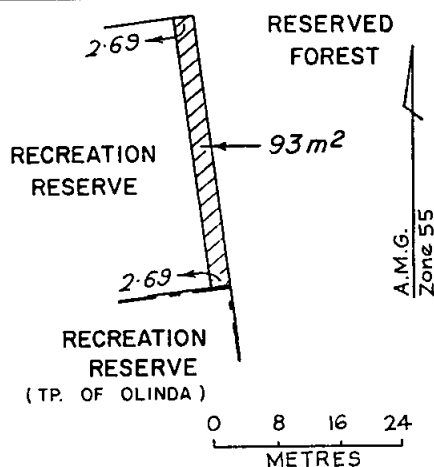 2·69
RESERVED
FOREST
93m²
RECREATION
RESERVE
A.M.G.
Zone 55
2·69
RECREATION
RESERVE
(TP. OF OLINDA)
0 8 16 24
METRES